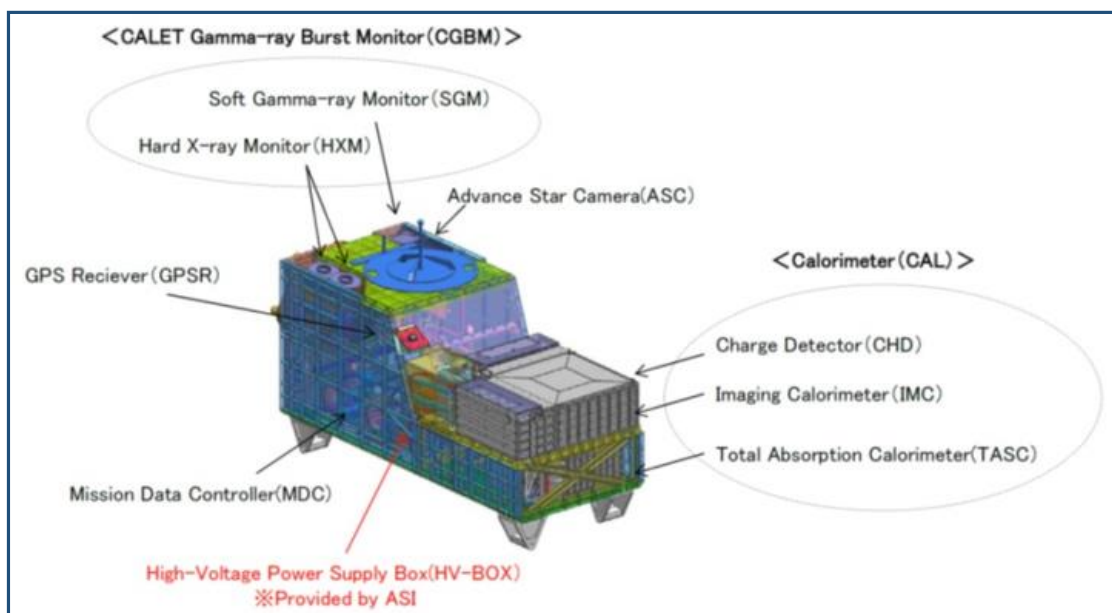 ＜CALET Gamma-ray Burst Monitor(CGBM)＞
Soft Gamma-ray Monitor(SGM)
Hard X-ray Monitor(HXM)
Advance Star Camera(ASC)
GPS Reciever(GPSR)
＜Calorimeter(CAL)＞
Charge Detector(CHD)
Imaging Calorimeter(IMC)
Total Absorption Calorimeter(TASC)
Mission Data Controller(MDC)
High-Voltage Power Supply Box(HV-BOX)
※Provided by ASI